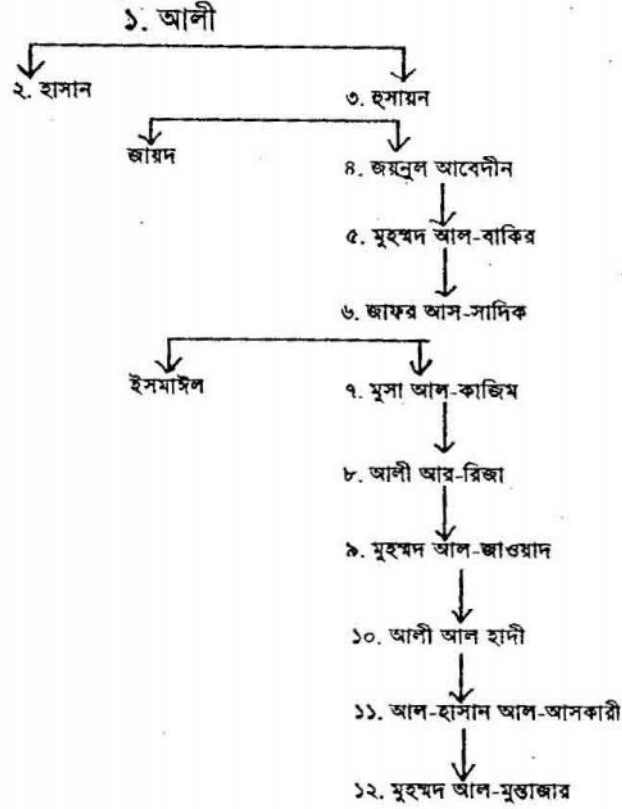 ১. আলী
২. হাসান
৩. হুসায়ন
জায়দ
৪. জয়নুল আবেদীন
৫. মুহম্মদ আল-বাকির
৬. জাফর আস-সাদিক
ইসমাঈল
৭. মুসা আল-কাজিম
৮. আলী আর-রিজা
৯. মুহম্মদ আল-জাওয়াদ
১০. আলী আল হাদী
১১. আল-হাসান আল-আসকারী
১২. মুহম্মদ আল-মুন্তাজার